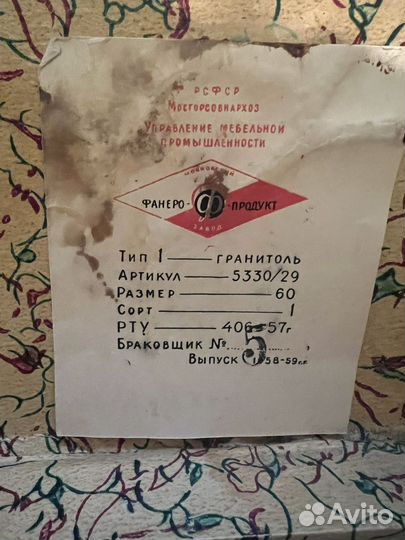 РСФСР
МОСГОРСОВНАРХОЗ
УПРАВЛЕНИЕ МЕБЕЛЬНОЙ
ПРОМЫШЛЕННОСТИ
МОСКОВСКИЙ
ФАНЕРО- Ф -ПРОДУКТ
ЗАВОД
ТИП 1 — ГРАНИТОЛЬ
АРТИКУЛ — 5330/29
РАЗМЕР — 60
СОРТ — 1
РТУ — 406-57г
БРАКОВЩИК № 5
ВЫПУСК 1958-59г.г.
Avito